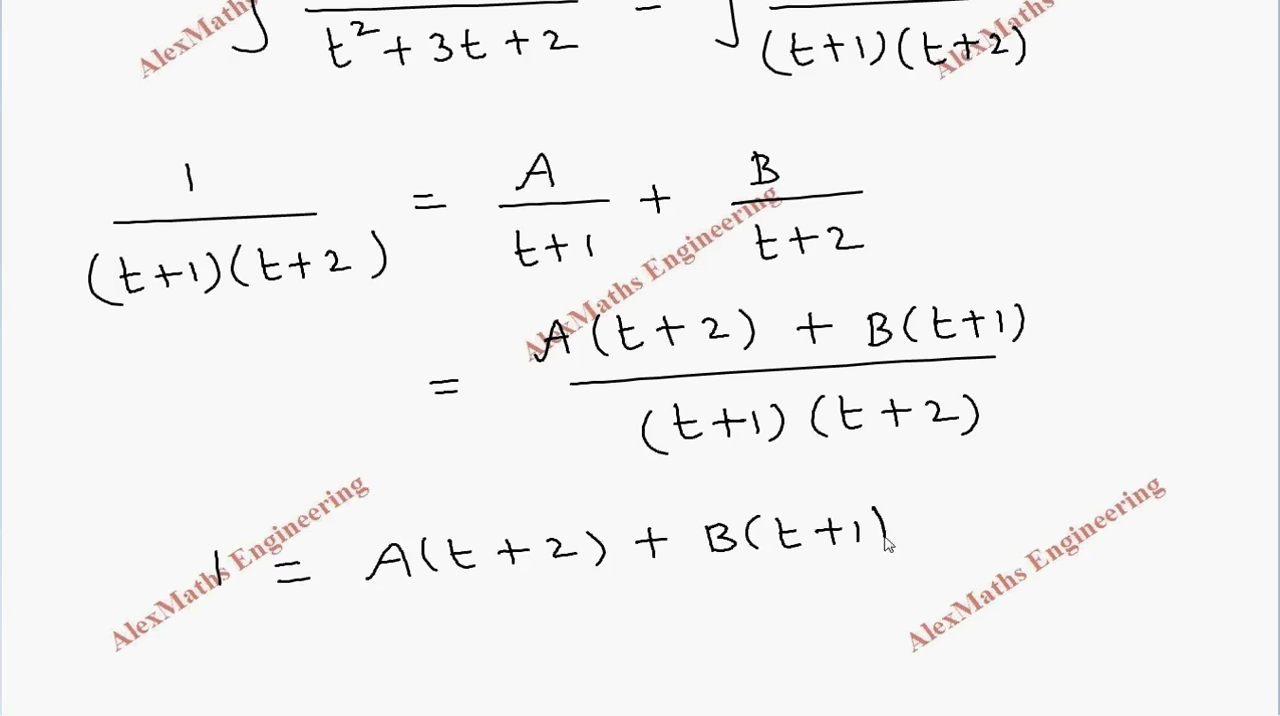 ∫ ――― = ∫ ―――
t² + 3t + 2 (t+1)(t+2)
1/((t+1)(t+2)) = A/(t+1) + B/(t+2)
= (A(t+2) + B(t+1))/((t+1)(t+2))
1 = A(t+2) + B(t+1)
AlexMaths
AlexMaths
AlexMaths Engineering
AlexMaths Engineering
AlexMaths Engineering